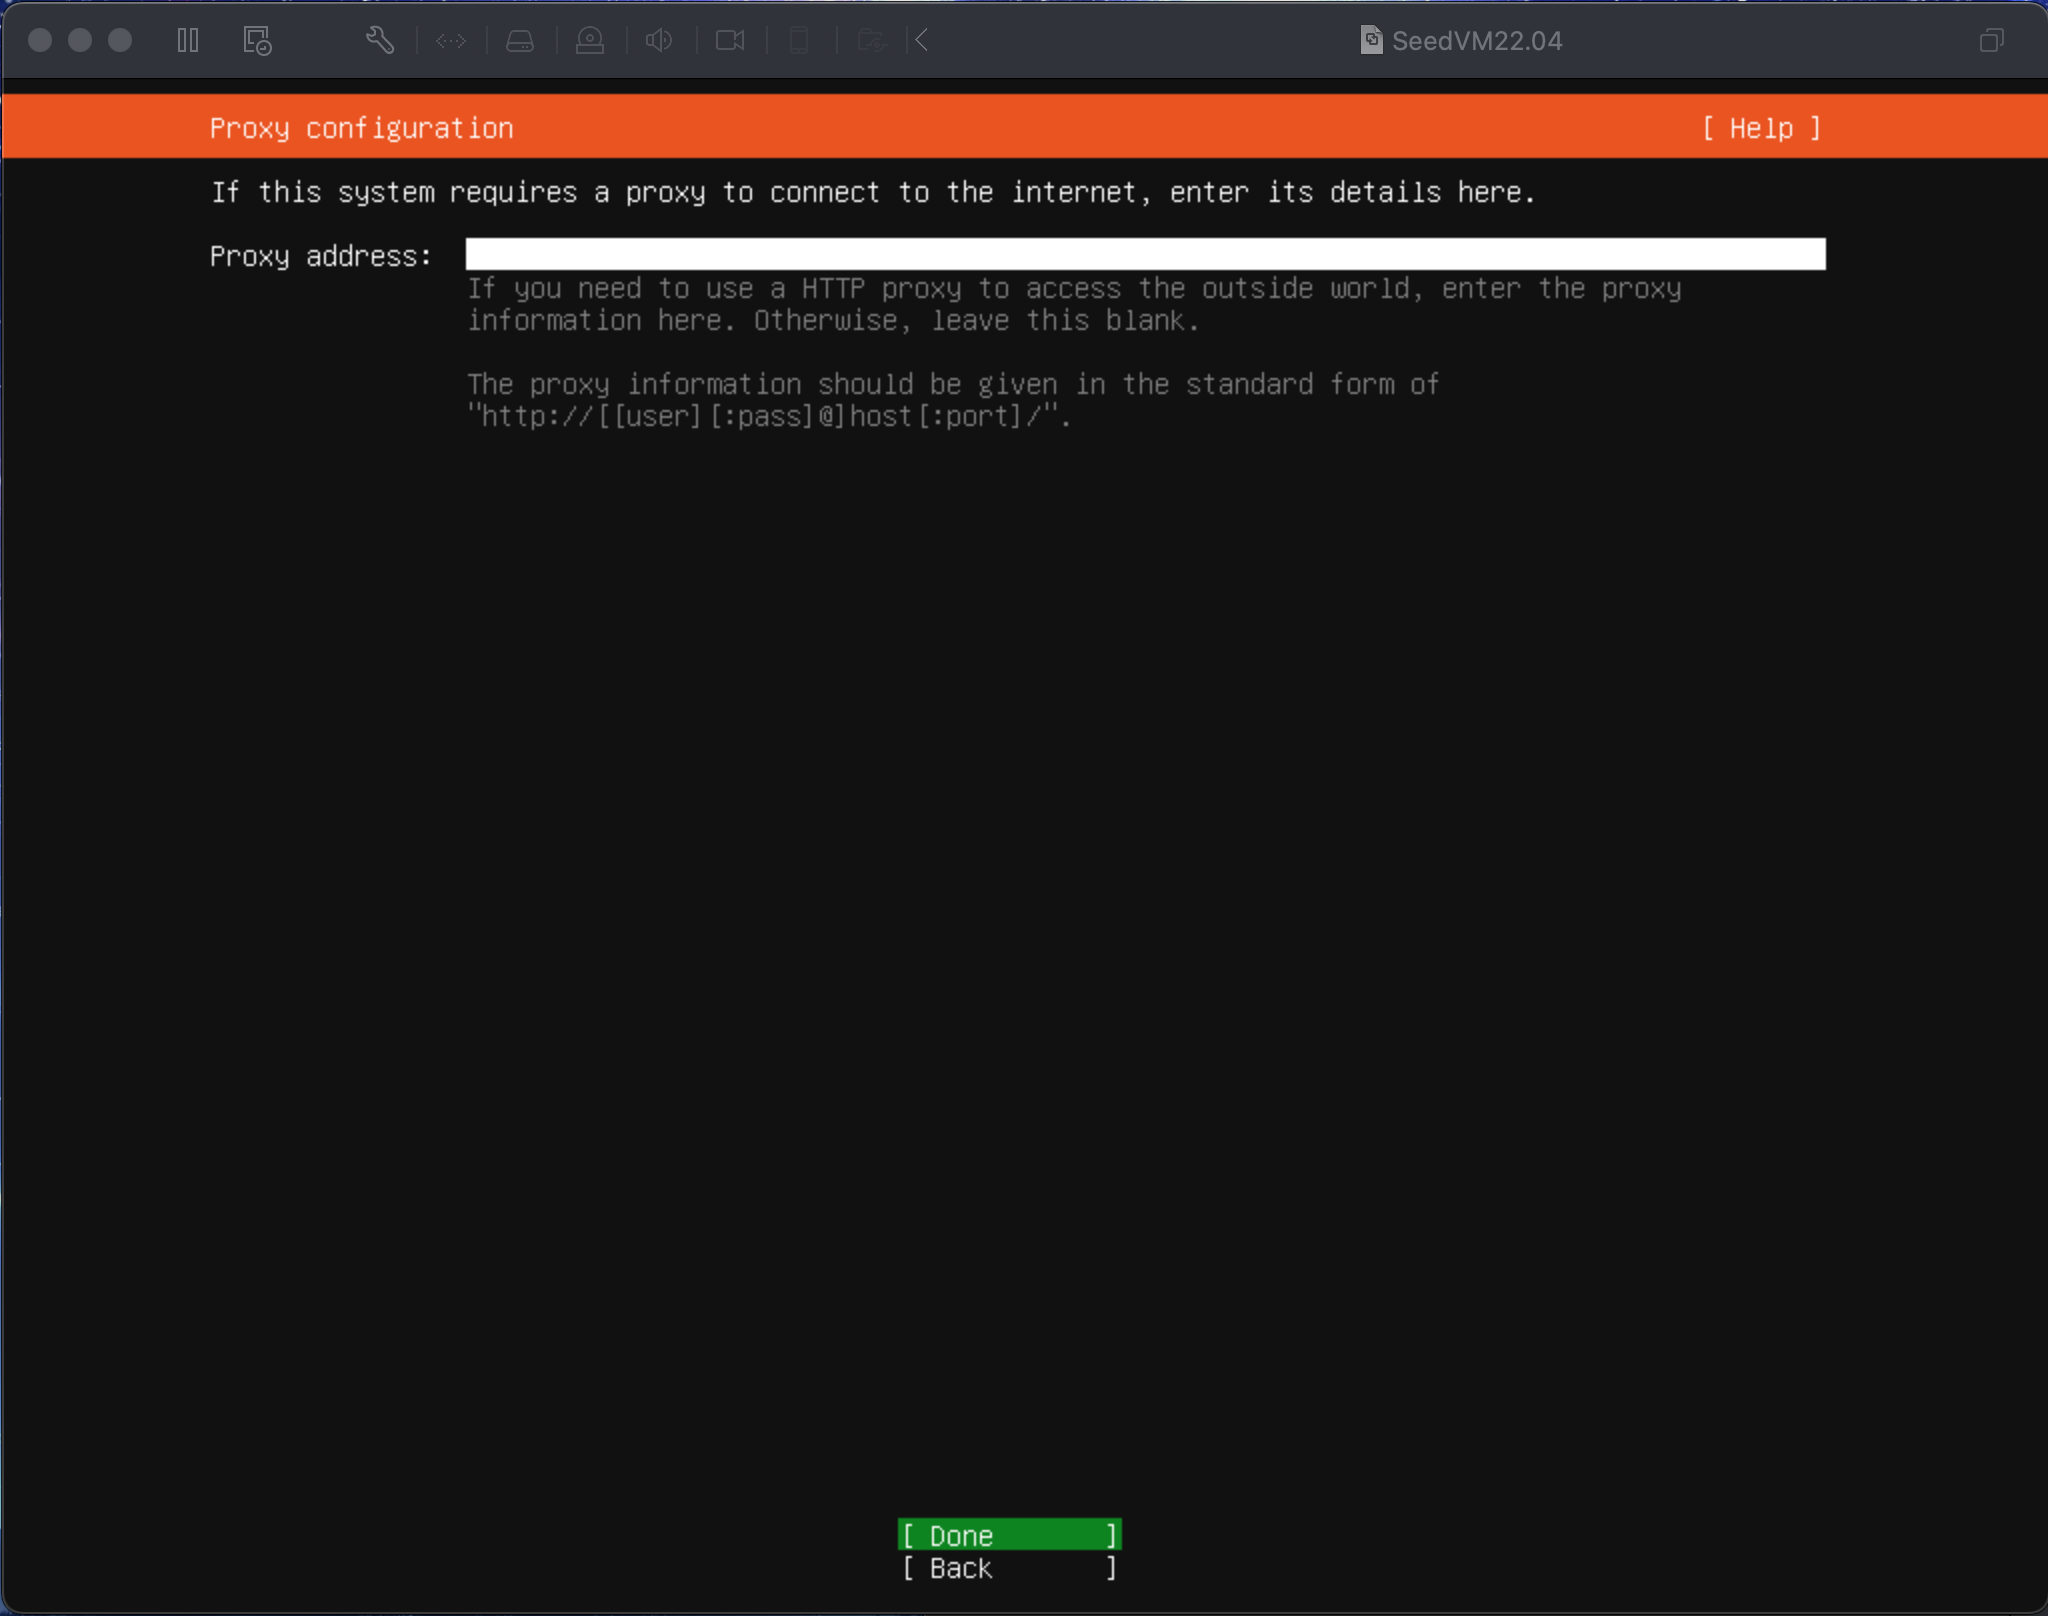 SeedVM22.04
Proxy configuration [ Help ]
If this system requires a proxy to connect to the internet, enter its details here.
Proxy address:
If you need to use a HTTP proxy to access the outside world, enter the proxy
information here. Otherwise, leave this blank.
The proxy information should be given in the standard form of
"http://[[user][:pass]@]host[:port]/".
[ Done ]
[ Back ]